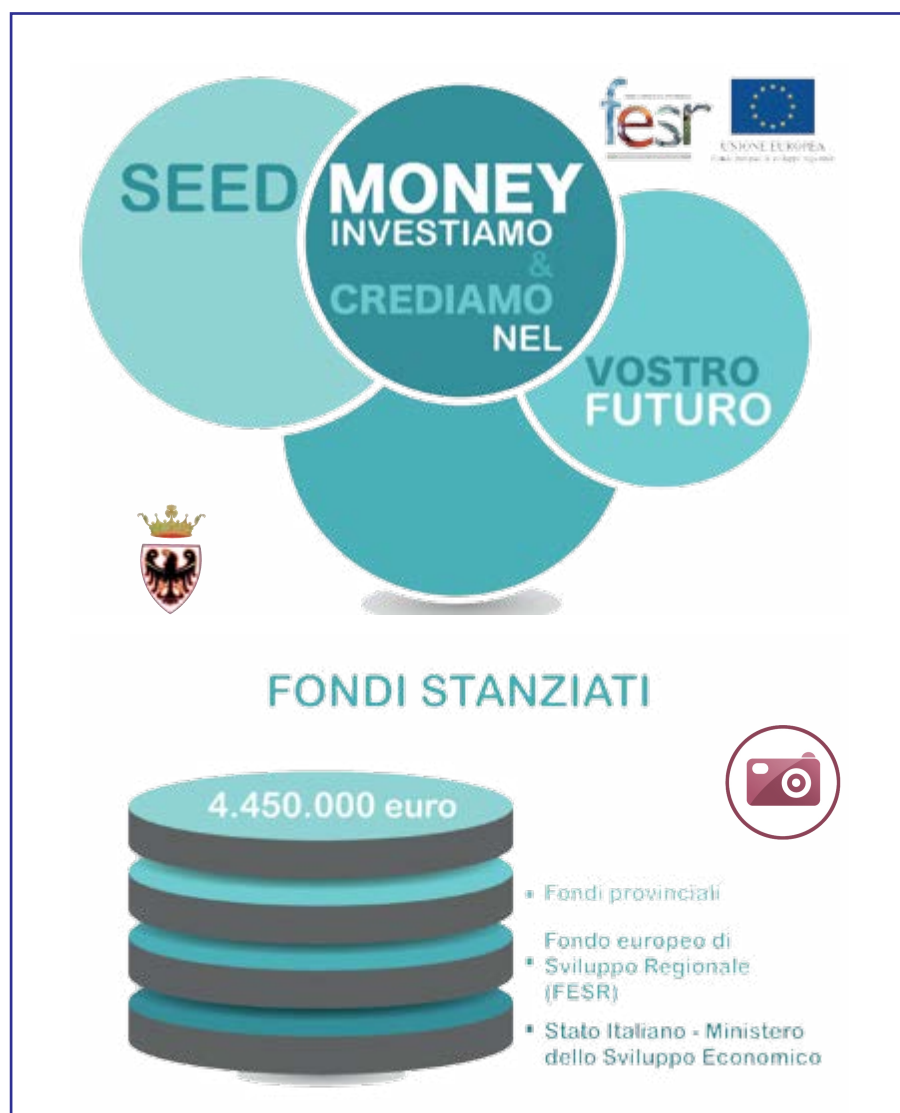 SEED MONEY
INVESTIAMO
&
CREDIAMO
NEL
VOSTRO
FUTURO
fesr
UNIONE EUROPEA
FONDI STANZIATI
4.450.000 euro
Fondi provinciali
Fondo europeo di
Sviluppo Regionale
(FESR)
Stato Italiano - Ministero
dello Sviluppo Economico